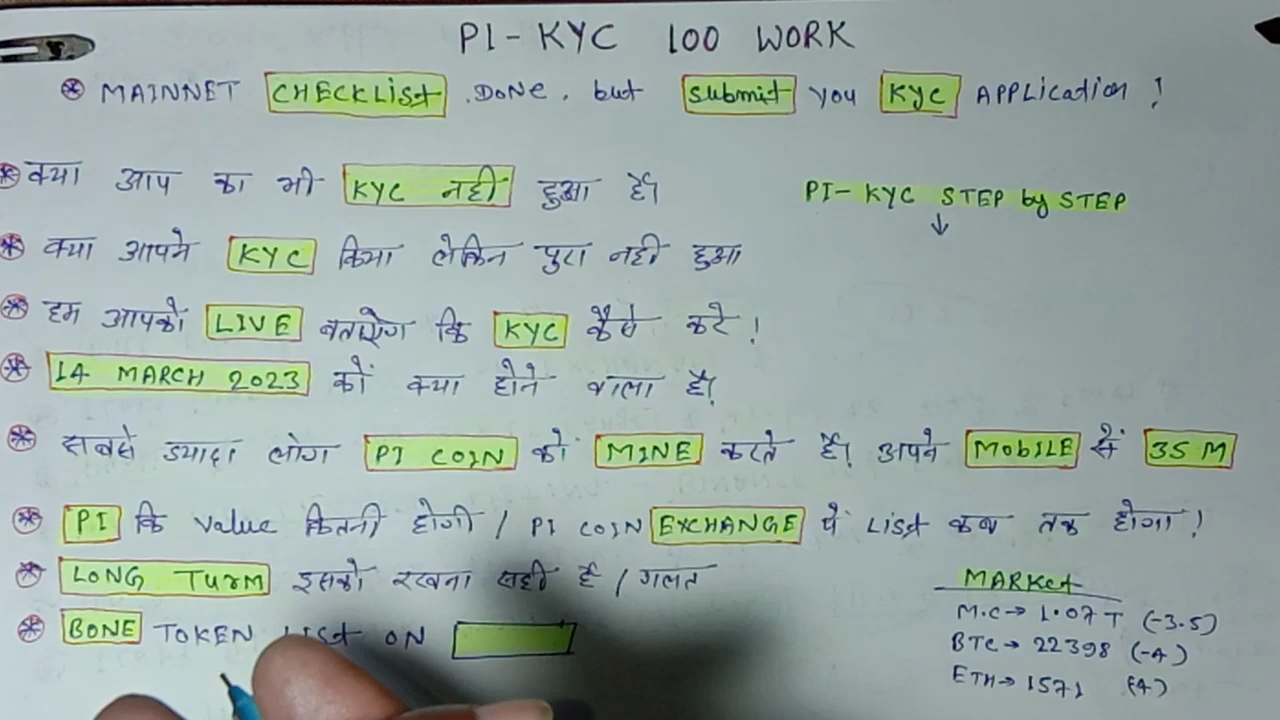 PI-KYC 100 WORK
MAINNET CHECKLISt . DONe . but submit you KYC APPLicatioN !
क्या आप का भी KYC नही हुआ हैं।
PI- KYC STEP by STEP
क्या आपने KYC किया लेकिन पुरा नही हुआ
हम आपको LIVE बताऐंगे कि KYC कैसे करे !
14 MARCH 2023 कों क्या होने वाला हैं।
सबसे ज्यादा लोग PI COIN को MINE करते हैं। अपने MObILE सें 35 M
PI कि Value कितनी होगी / PI COIN EXCHANGE पे LISt कब तक होगा !
LONG TURM इसको रखना सही हैं / गलत
BONE TOKEN LISt ON
MARKet
M.C→ 1.07 T (-3.5)
BTC→ 22398 (-4)
ETH→ 1571 (4)